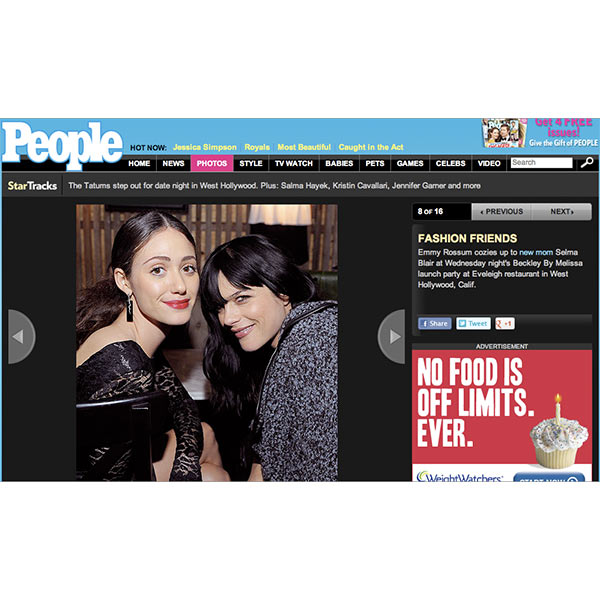 Get 4 FREE
issues!
Give the Gift of PEOPLE
People
HOT NOW: Jessica Simpson Royals Most Beautiful Caught in the Act
HOME NEWS PHOTOS STYLE TV WATCH BABIES PETS GAMES CELEBS VIDEO Search
StarTracks The Tatums step out for date night in West Hollywood. Plus: Salma Hayek, Kristin Cavallari, Jennifer Garner and more
8 OF 16 PREVIOUS NEXT
FASHION FRIENDS
Emmy Rossum cozies up to new mom Selma
Blair at Wednesday night's Beckley By Melissa
launch party at Eveleigh restaurant in West
Hollywood, Calif.
Share Tweet +1
ADVERTISEMENT
NO FOOD IS
OFF LIMITS.
EVER.
WeightWatchers START NOW